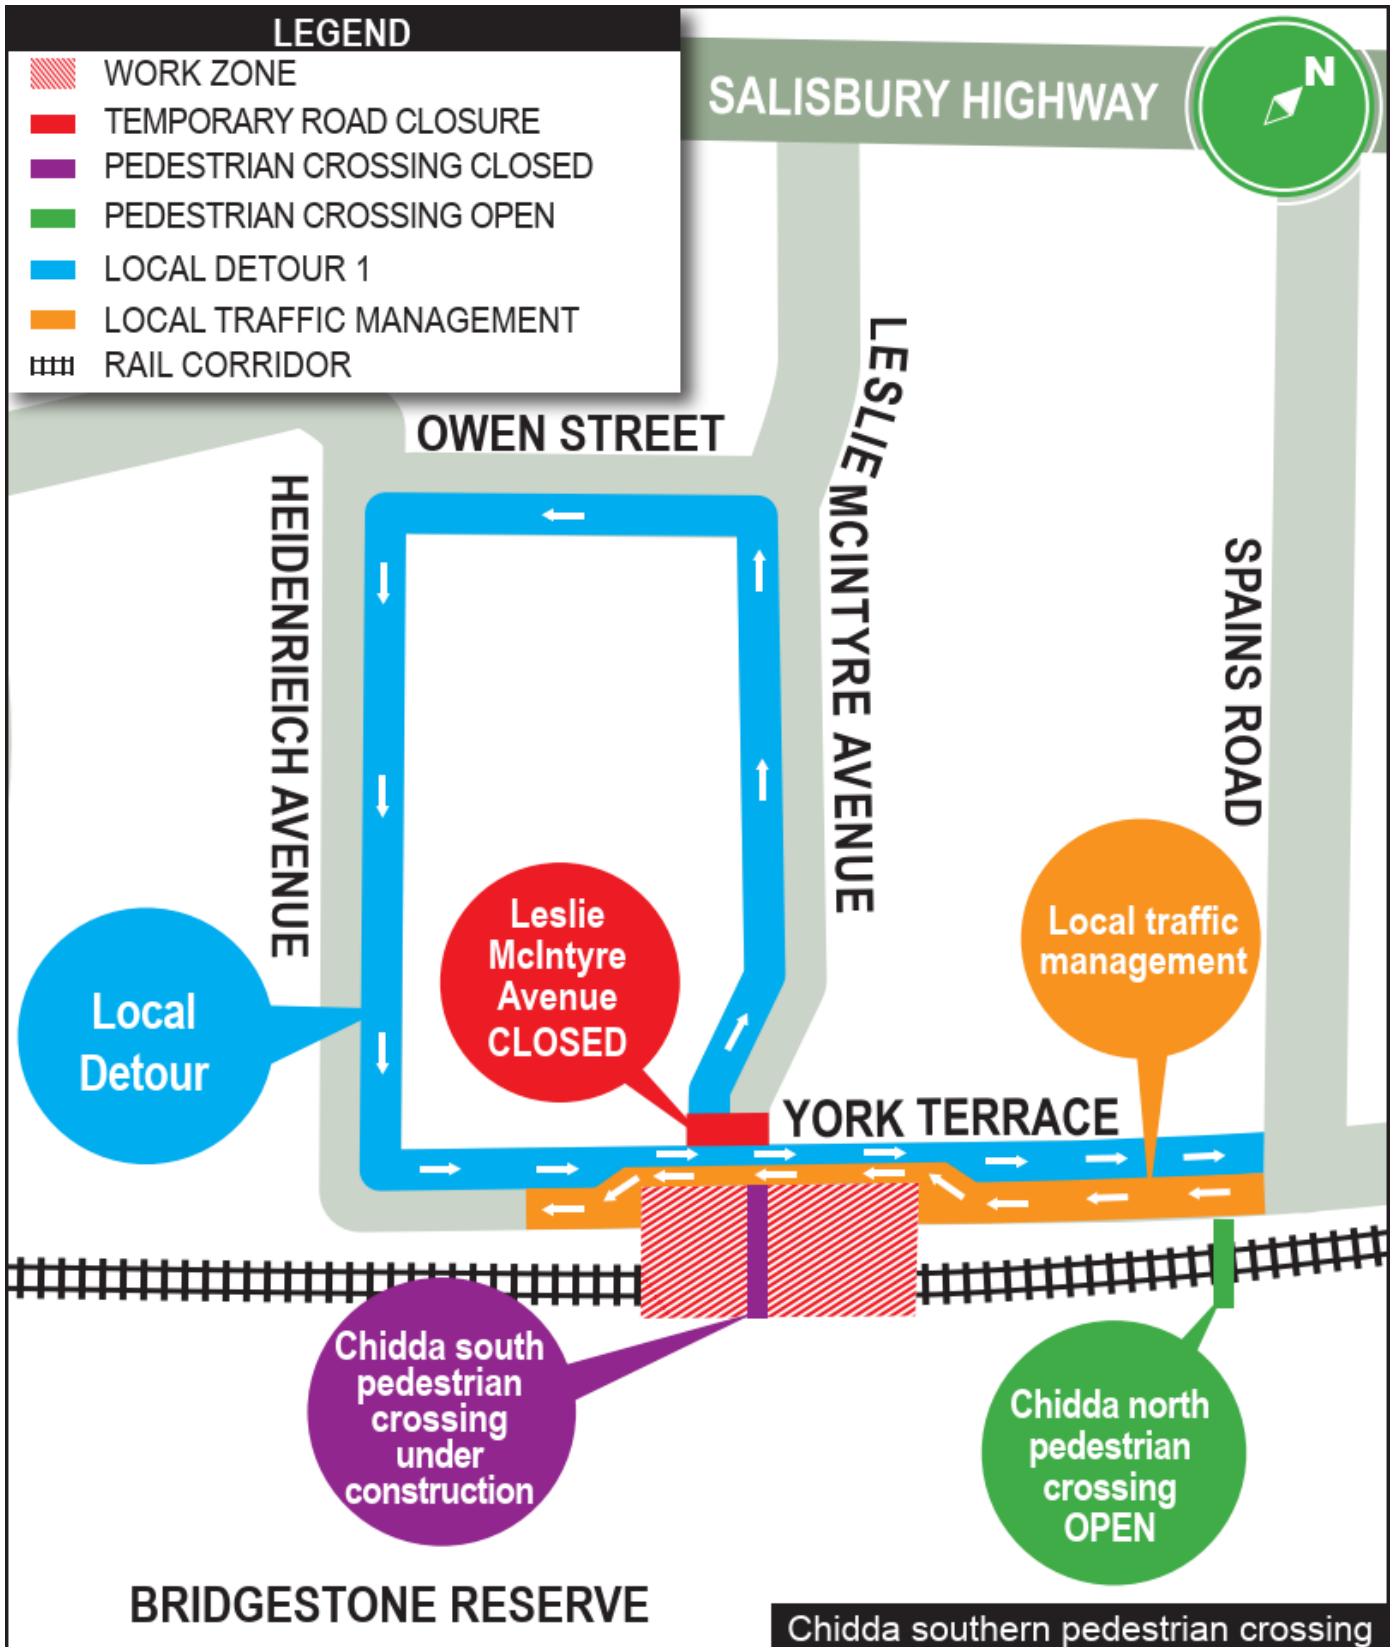 LEGEND
WORK ZONE
TEMPORARY ROAD CLOSURE
PEDESTRIAN CROSSING CLOSED
PEDESTRIAN CROSSING OPEN
LOCAL DETOUR 1
LOCAL TRAFFIC MANAGEMENT
RAIL CORRIDOR
SALISBURY HIGHWAY
N
OWEN STREET
LESLIE MCINTYRE AVENUE
HEIDENRIEICH AVENUE
SPAINS ROAD
Leslie
McIntyre
Avenue
CLOSED
Local traffic
management
Local
Detour
YORK TERRACE
Chidda south
pedestrian
crossing
under
construction
Chidda north
pedestrian
crossing
OPEN
BRIDGESTONE RESERVE
Chidda southern pedestrian crossing